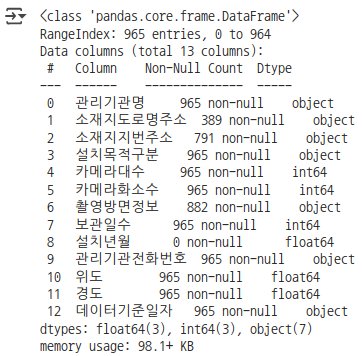 <class 'pandas.core.frame.DataFrame'>
RangeIndex: 965 entries, 0 to 964
Data columns (total 13 columns):
 #   Column    Non-Null Count  Dtype
---  ------    --------------  -----
 0   관리기관명     965 non-null    object
 1   소재지도로명주소  389 non-null    object
 2   소재지지번주소   791 non-null    object
 3   설치목적구분    965 non-null    object
 4   카메라대수     965 non-null    int64
 5   카메라화소수    965 non-null    int64
 6   촬영방면정보    882 non-null    object
 7   보관일수      965 non-null    int64
 8   설치년월      0 non-null      float64
 9   관리기관전화번호  965 non-null    object
 10  위도        965 non-null    float64
 11  경도        965 non-null    float64
 12  데이터기준일자   965 non-null    object
dtypes: float64(3), int64(3), object(7)
memory usage: 98.1+ KB